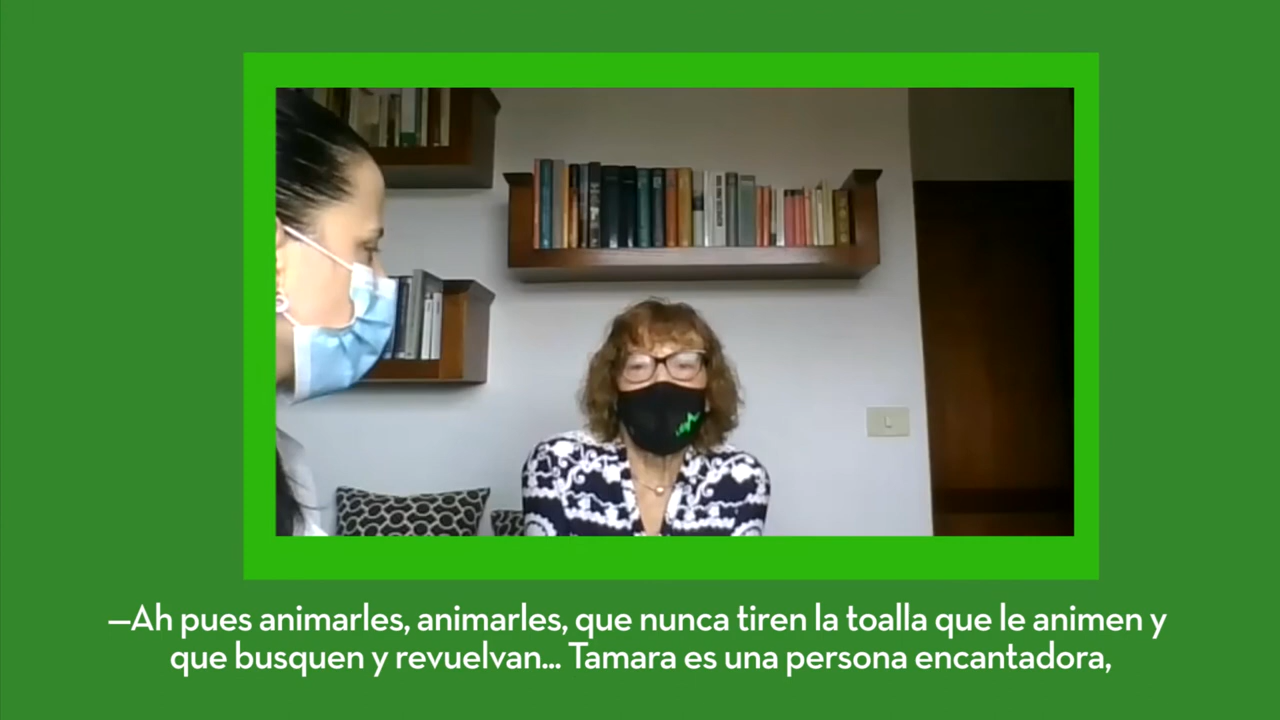 —Ah pues animarles, animarles, que nunca tiren la toalla que le animen y
que busquen y revuelvan... Tamara es una persona encantadora,